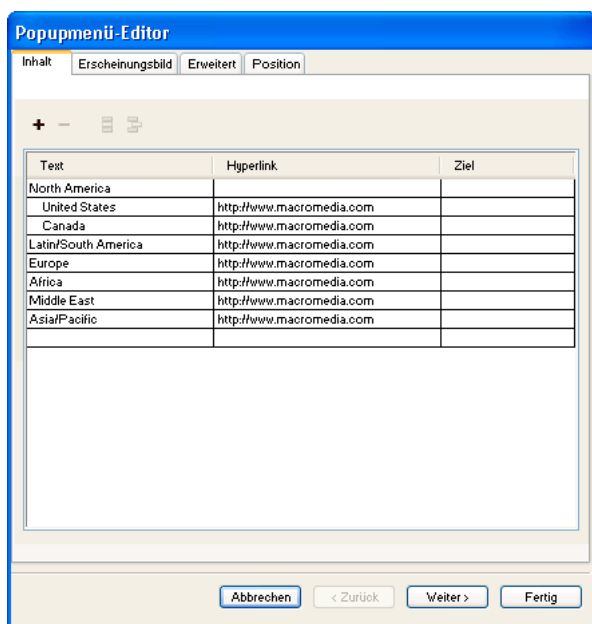 Popupmenü-Editor
Inhalt Erscheinungsbild Erweitert Position
Text Hyperlink Ziel
North America
United States http://www.macromedia.com
Canada http://www.macromedia.com
Latin/South America http://www.macromedia.com
Europe http://www.macromedia.com
Africa http://www.macromedia.com
Middle East http://www.macromedia.com
Asia/Pacific http://www.macromedia.com
Abbrechen < Zurück Weiter > Fertig